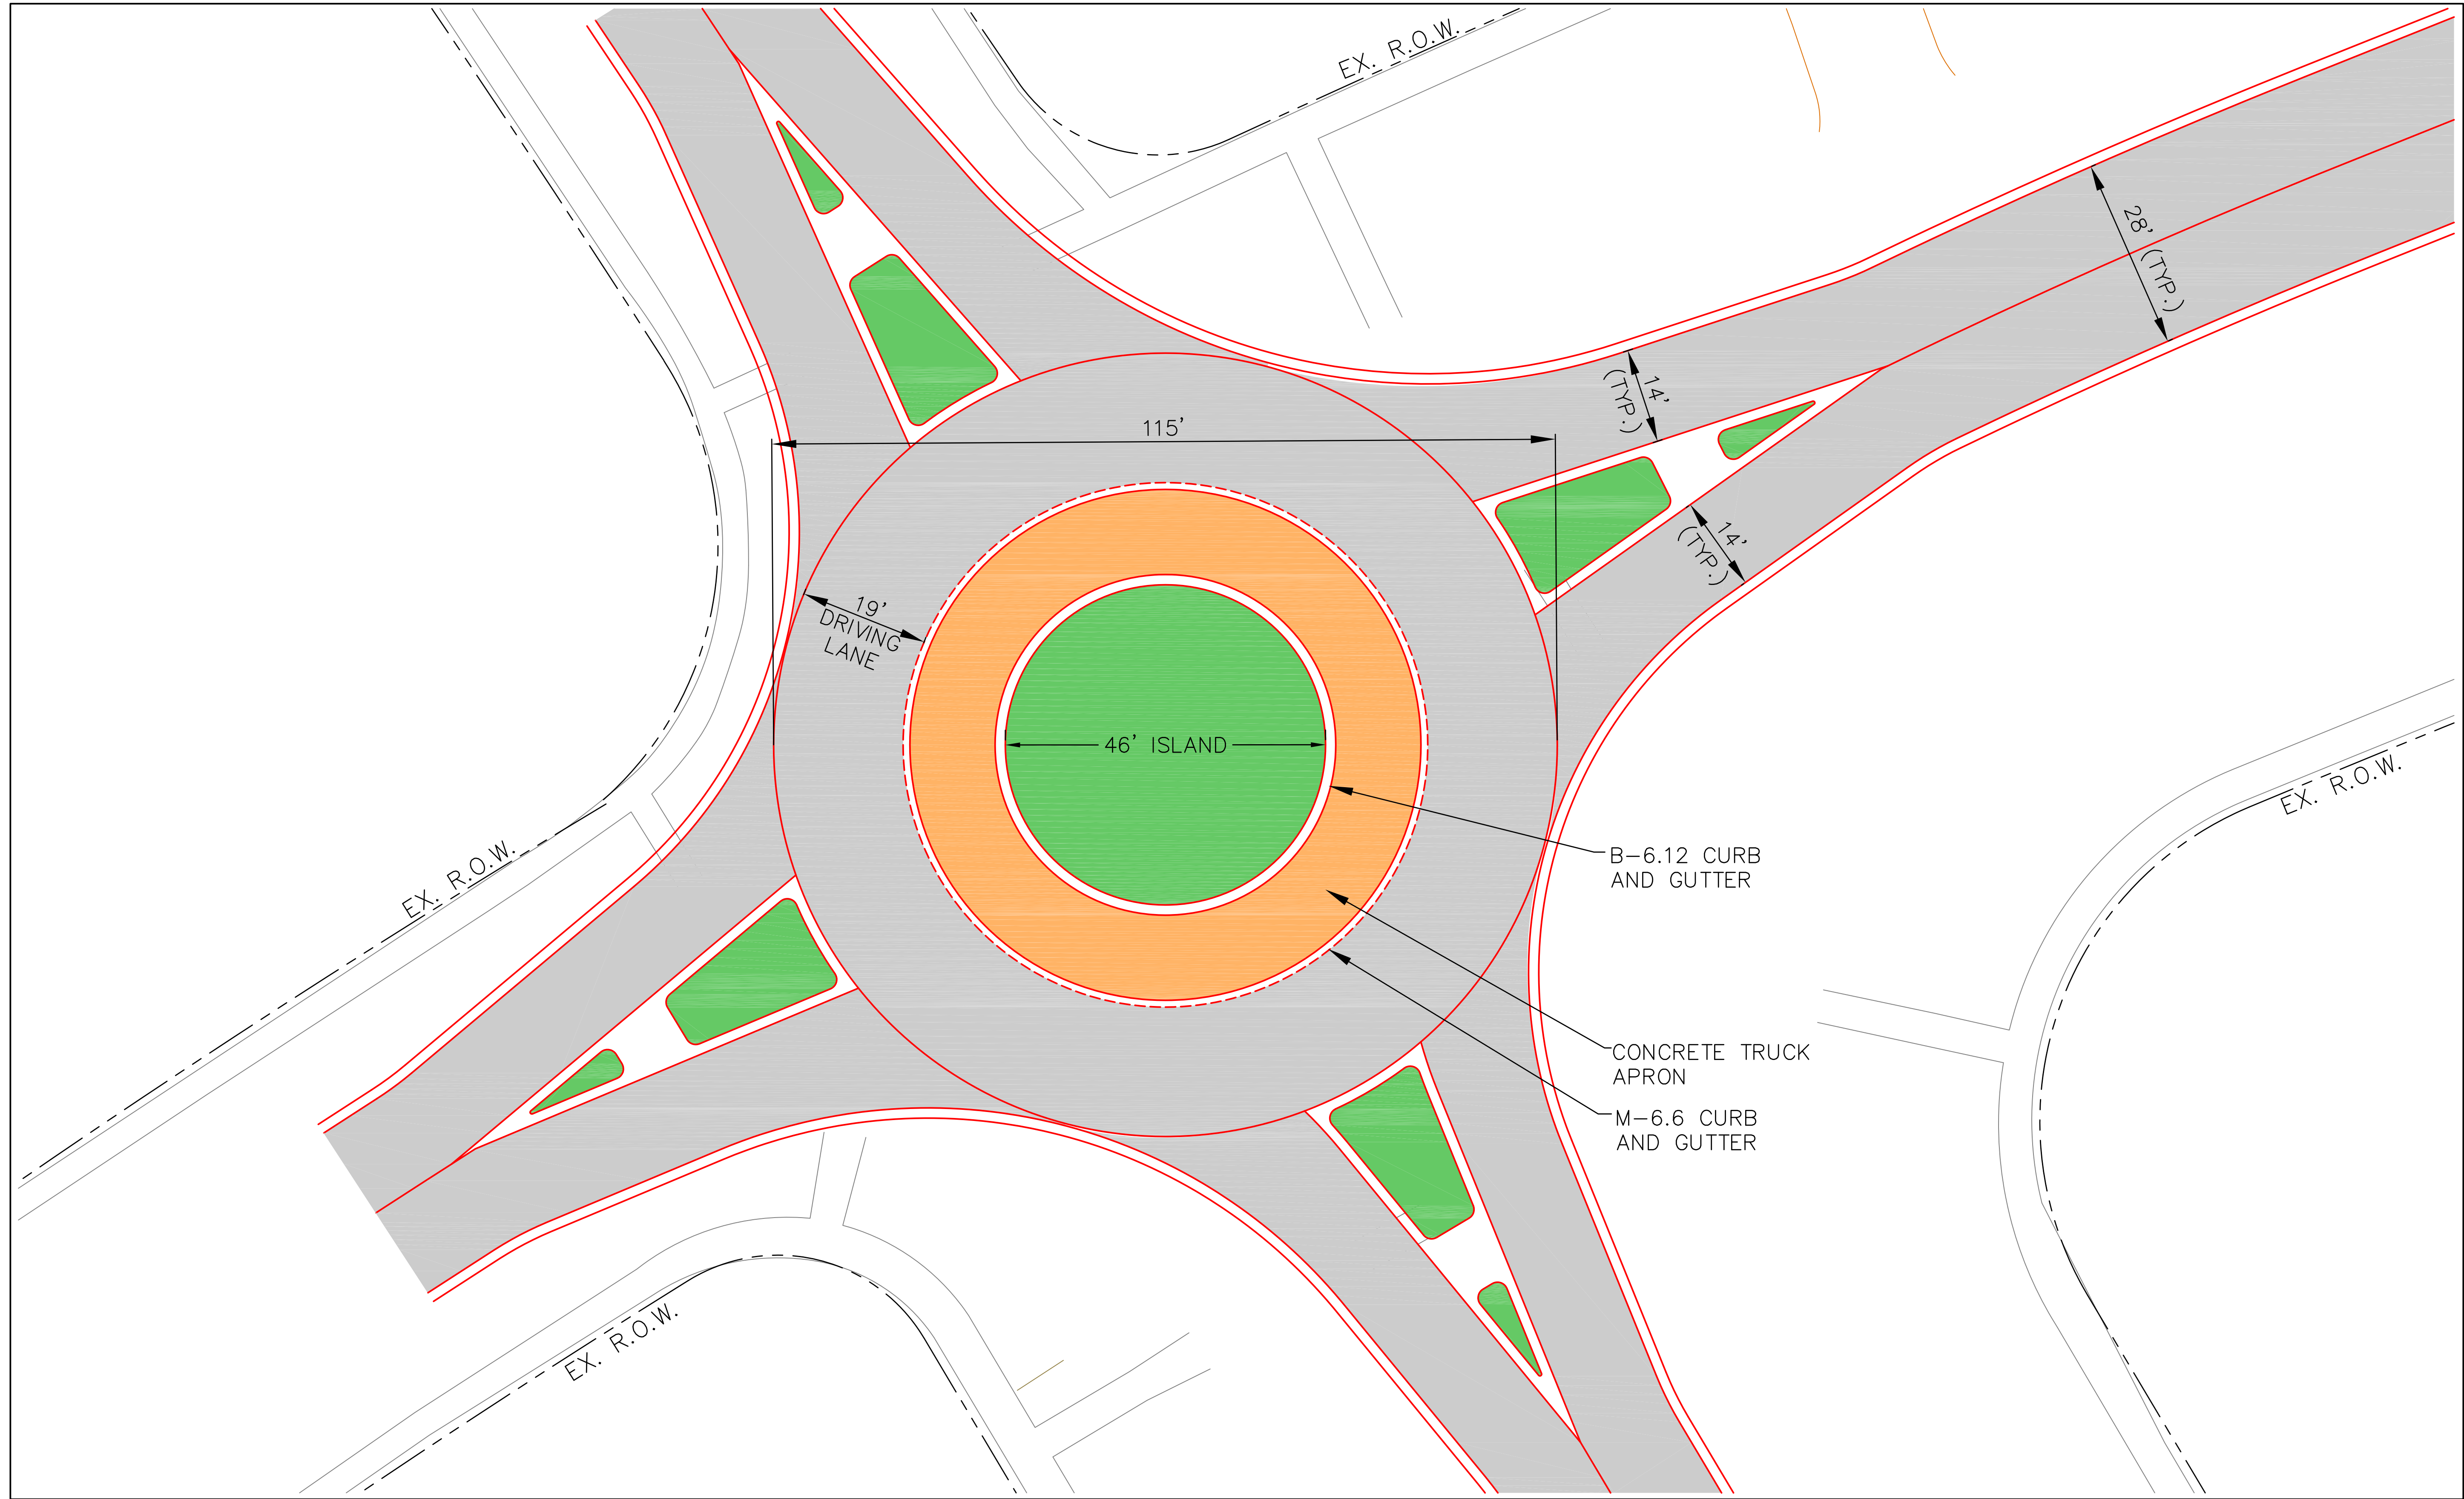 EX. R.O.W.
28' (TYP.)
14'
(TYP.)
115'
14'
(TYP.)
19'
DRIVING
LANE
46' ISLAND
EX. R.O.W.
B-6.12 CURB
AND GUTTER
EX. R.O.W.
CONCRETE TRUCK
APRON
M-6.6 CURB
AND GUTTER
EX. R.O.W.